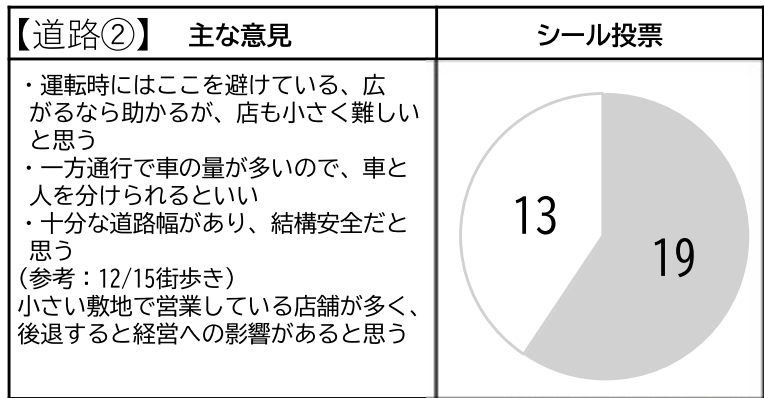 【道路②】 主な意見
シール投票
・運転時にはここを避けている、広
がるなら助かるが、店も小さく難しい
と思う
・一方通行で車の量が多いので、車と
人を分けられるといい
・十分な道路幅があり、結構安全だと
思う
(参考：12/15街歩き)
小さい敷地で営業している店舗が多く、
後退すると経営への影響があると思う
13
19